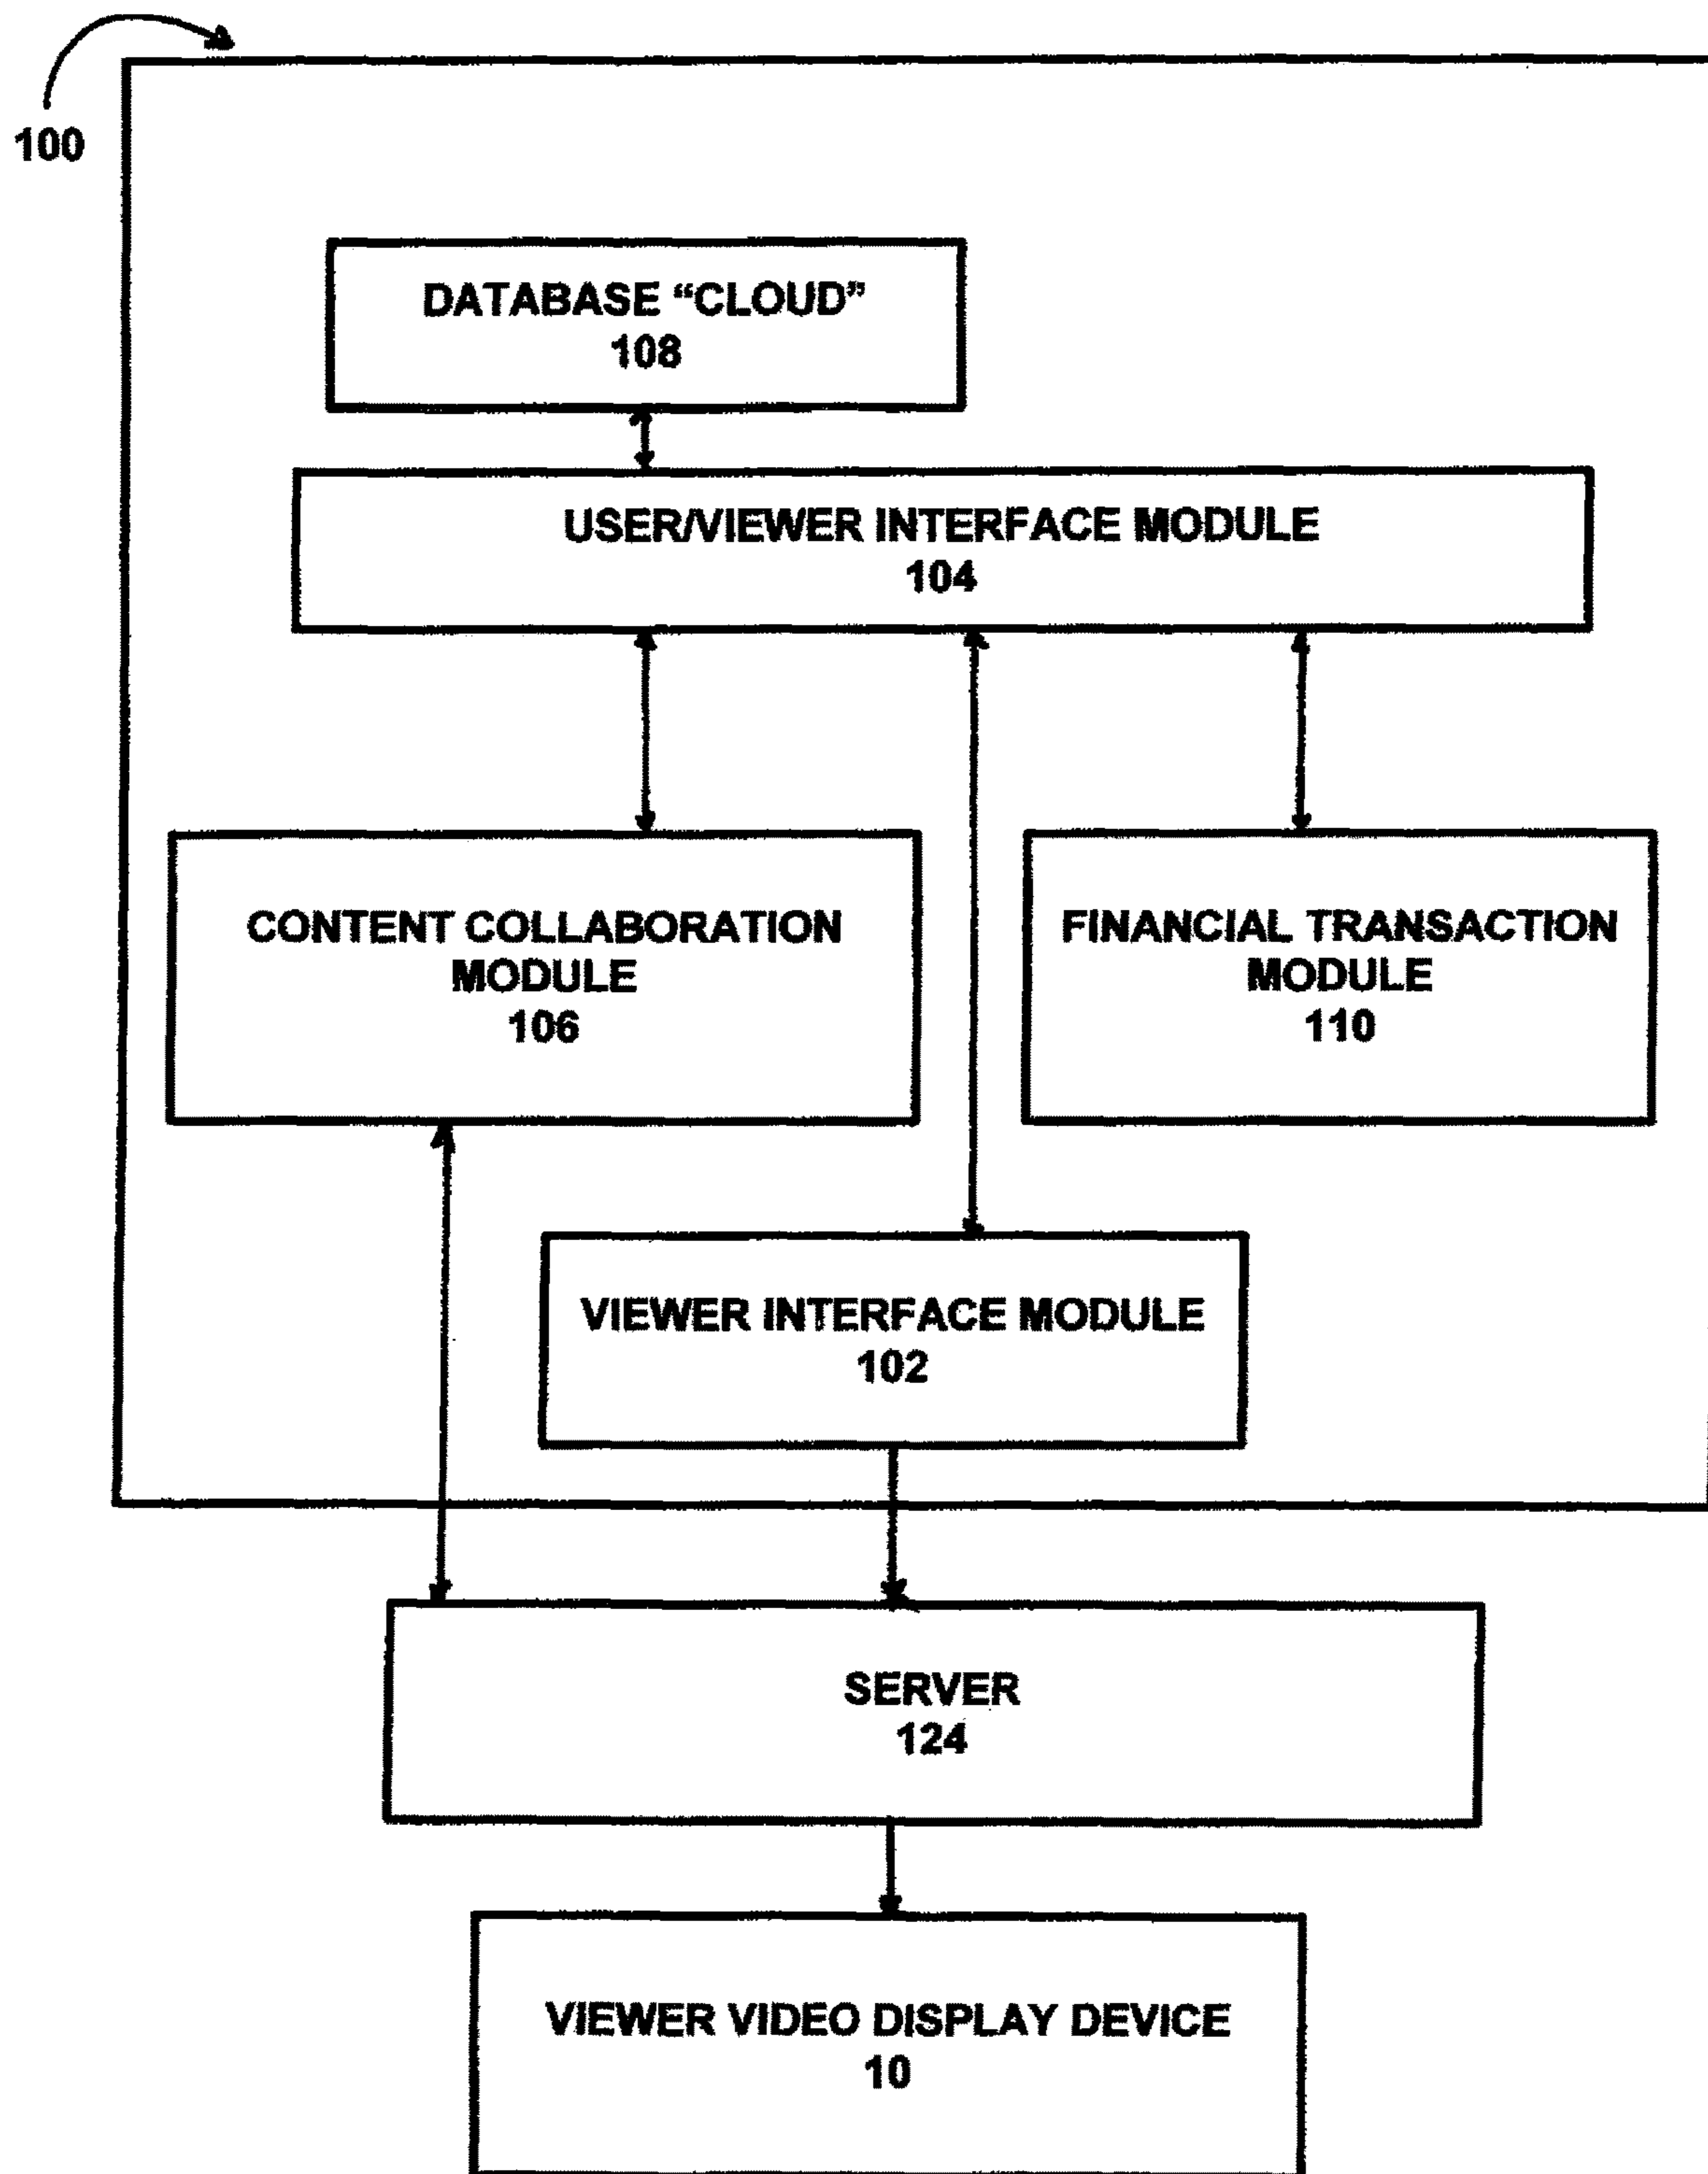 100
DATABASE “CLOUD”
108
USER/VIEWER INTERFACE MODULE
104
CONTENT COLLABORATION
MODULE
106
FINANCIAL TRANSACTION
MODULE
110
VIEWER INTERFACE MODULE
102
SERVER
124
VIEWER VIDEO DISPLAY DEVICE
10